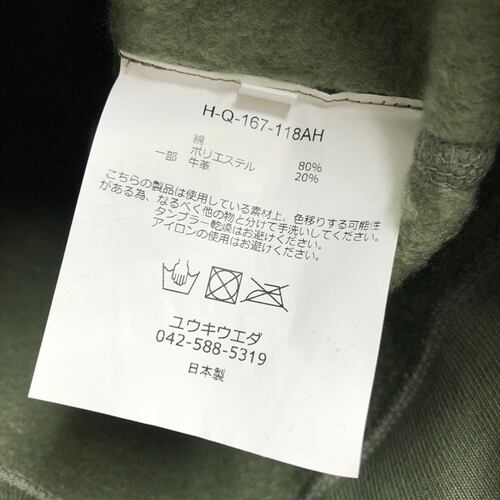 H-Q-167-118AH
綿 80%
ポリエステル 20%
一部 牛革
こちらの製品は使用している素材上、色移りする可能性
がある為、なるべく他の物と分けて手洗いしてください。
タンブラー乾燥はお避けください。
アイロンの使用はお避けください。
ユウキウエダ
042-588-5319
日本製